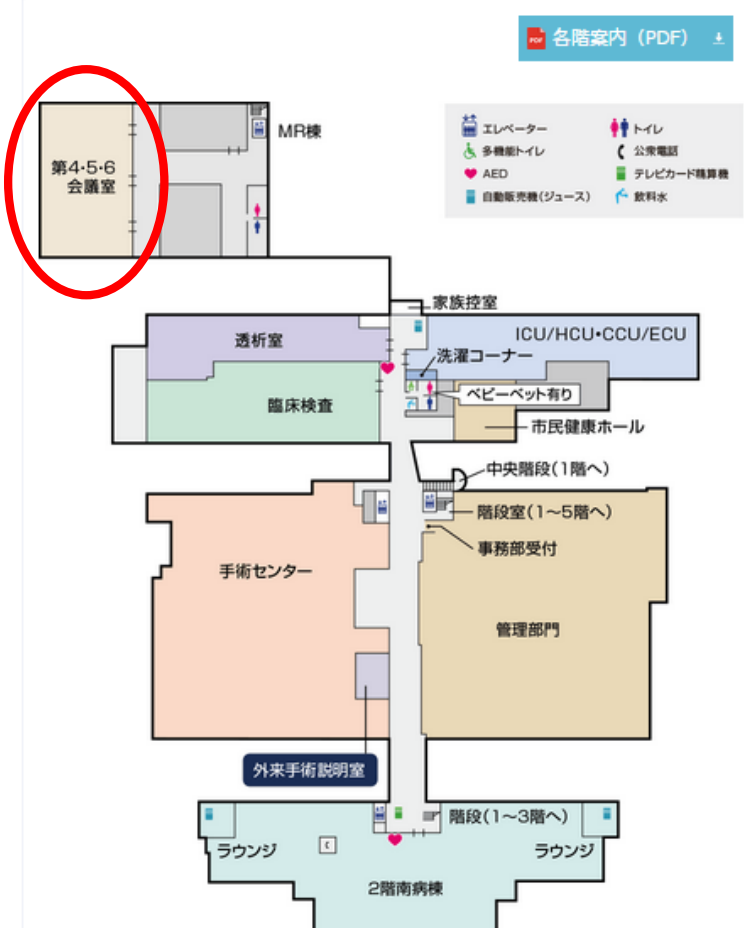 PDF 各階案内（PDF）
第4・5・6
会議室
MR棟
エレベーター
トイレ
多機能トイレ
公衆電話
AED
テレビカード精算機
自動販売機(ジュース)
飲料水
家族控室
透析室
ICU/HCU・CCU/ECU
洗濯コーナー
臨床検査
ベビーベット有り
市民健康ホール
中央階段(1階へ)
階段室(1～5階へ)
事務部受付
手術センター
管理部門
外来手術説明室
階段(1～3階へ)
ラウンジ
ラウンジ
2階南病棟